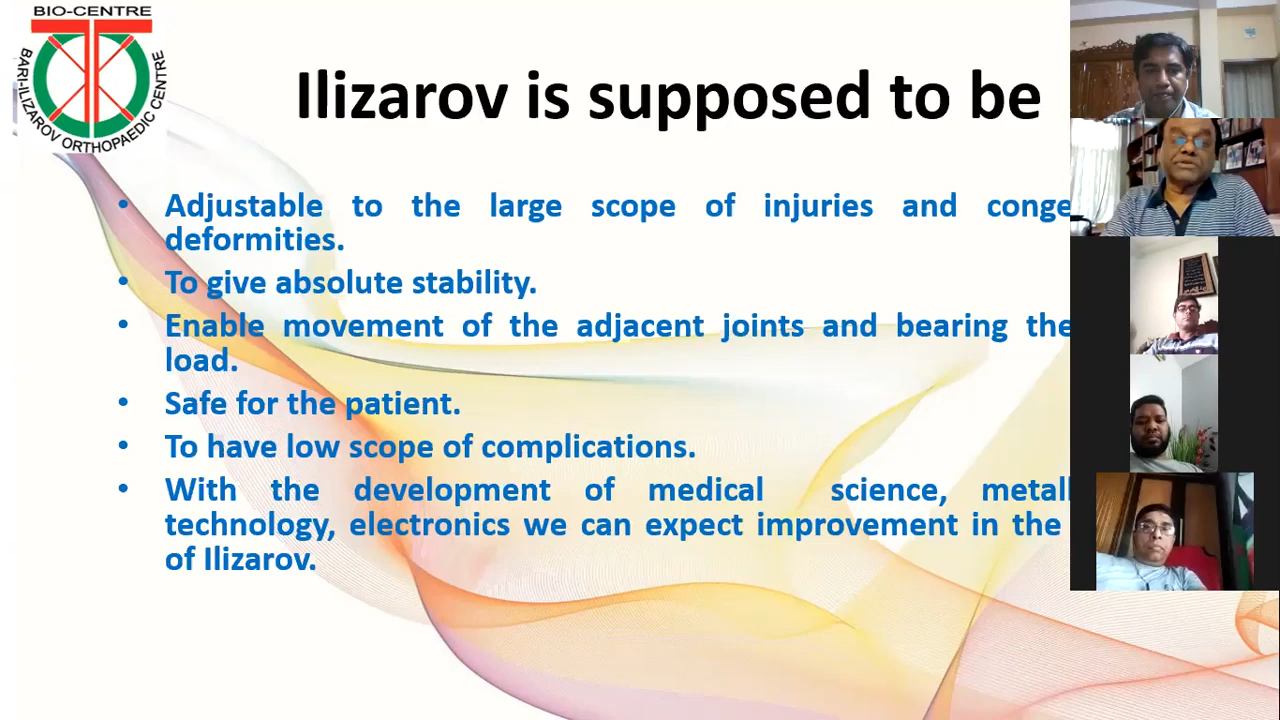 BIO-CENTRE
BARI-ILIZAROV ORTHOPAEDIC CENTRE
Ilizarov is supposed to be
• Adjustable to the large scope of injuries and conge
deformities.
• To give absolute stability.
• Enable movement of the adjacent joints and bearing the
load.
• Safe for the patient.
• To have low scope of complications.
• With the development of medical science, metall
technology, electronics we can expect improvement in the
of Ilizarov.